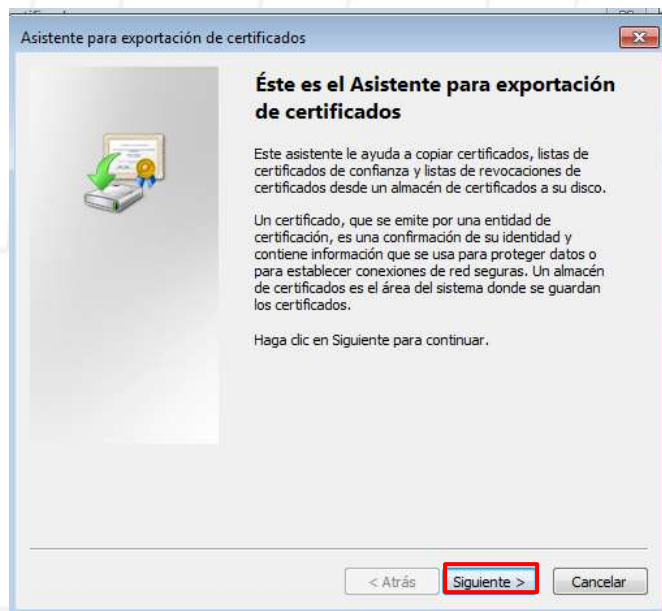 Asistente para exportación de certificados
Éste es el Asistente para exportación
de certificados
Este asistente le ayuda a copiar certificados, listas de
certificados de confianza y listas de revocaciones de
certificados desde un almacén de certificados a su disco.
Un certificado, que se emite por una entidad de
certificación, es una confirmación de su identidad y
contiene información que se usa para proteger datos o
para establecer conexiones de red seguras. Un almacén
de certificados es el área del sistema donde se guardan
los certificados.
Haga clic en Siguiente para continuar.
< Atrás Siguiente > Cancelar